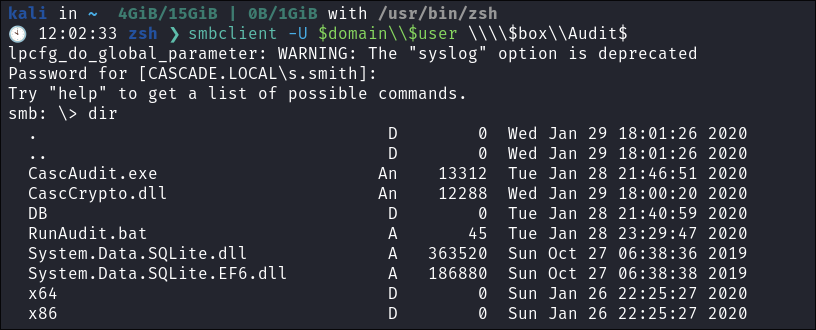 kali in ~  4GiB/15GiB | 0B/1GiB with /usr/bin/zsh
🕙 12:02:33 zsh ❯ smbclient -U $domain\\$user \\\\$box\\Audit$
lpcfg_do_global_parameter: WARNING: The "syslog" option is deprecated
Password for [CASCADE.LOCAL\s.smith]:
Try "help" to get a list of possible commands.
smb: \> dir
  .                                   D        0  Wed Jan 29 18:01:26 2020
  ..                                  D        0  Wed Jan 29 18:01:26 2020
  CascAudit.exe                      An    13312  Tue Jan 28 21:46:51 2020
  CascCrypto.dll                     An    12288  Wed Jan 29 18:00:20 2020
  DB                                  D        0  Tue Jan 28 21:40:59 2020
  RunAudit.bat                        A       45  Tue Jan 28 23:29:47 2020
  System.Data.SQLite.dll              A   363520  Sun Oct 27 06:38:36 2019
  System.Data.SQLite.EF6.dll          A   186880  Sun Oct 27 06:38:38 2019
  x64                                 D        0  Sun Jan 26 22:25:27 2020
  x86                                 D        0  Sun Jan 26 22:25:27 2020